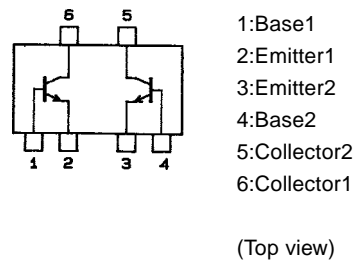 6 5
1 2 3 4
1:Base1
2:Emitter1
3:Emitter2
4:Base2
5:Collector2
6:Collector1
(Top view)